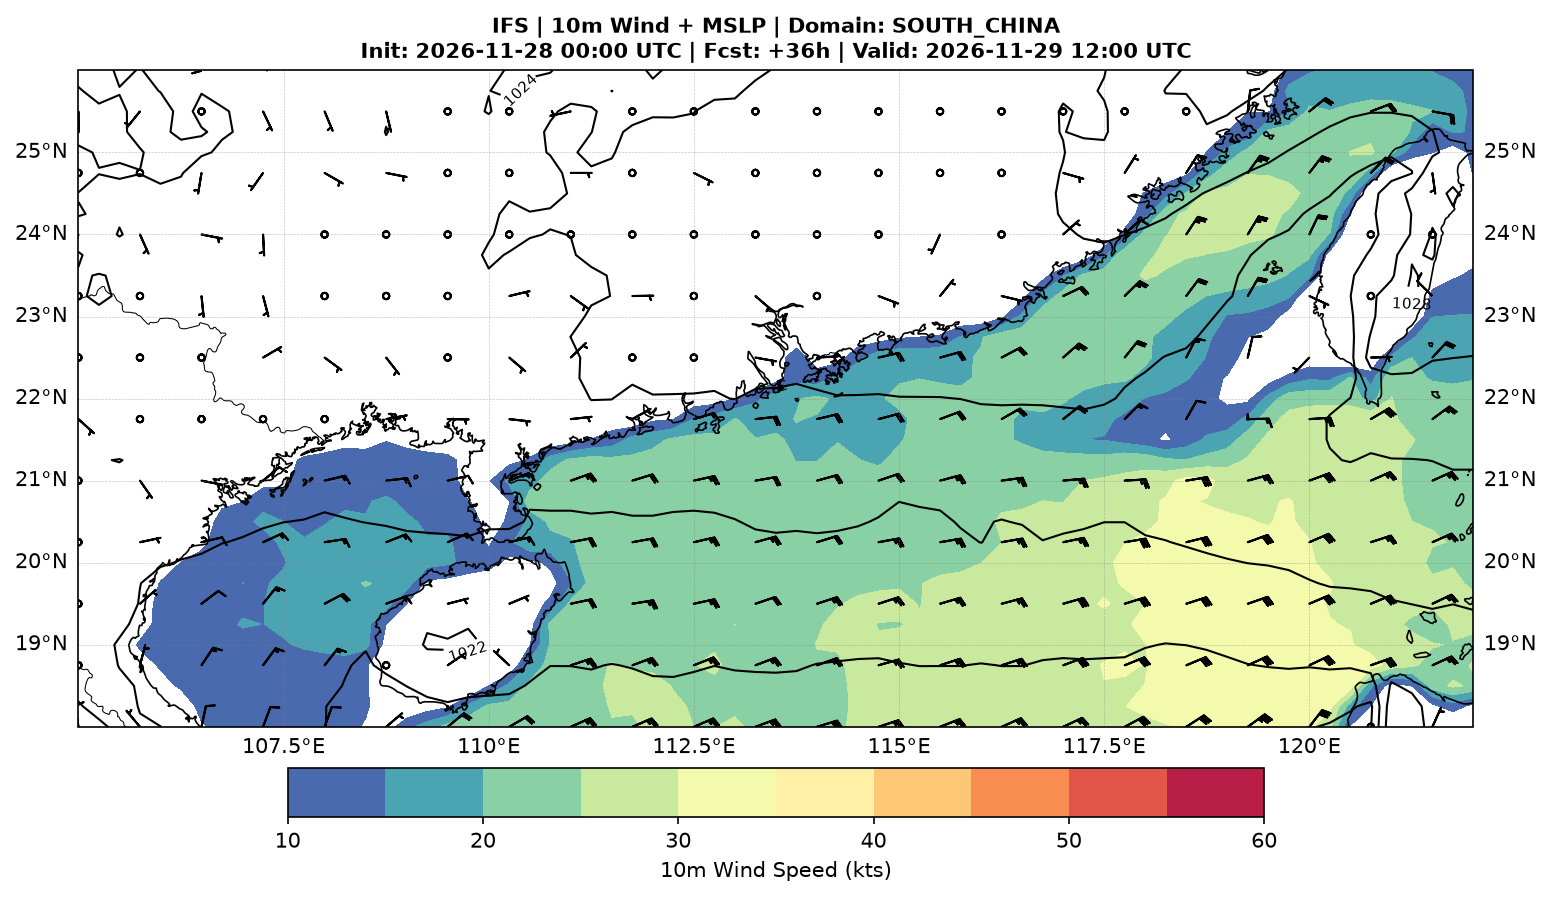 IFS | 10m Wind + MSLP | Domain: SOUTH_CHINA
Init: 2026-11-28 00:00 UTC | Fcst: +36h | Valid: 2026-11-29 12:00 UTC
1024
25°N 25°N
24°N 24°N
1023
23°N 23°N
22°N 22°N
21°N 21°N
20°N 20°N
19°N 19°N
1022
107.5°E 110°E 112.5°E 115°E 117.5°E 120°E
10 20 30 40 50 60
10m Wind Speed (kts)